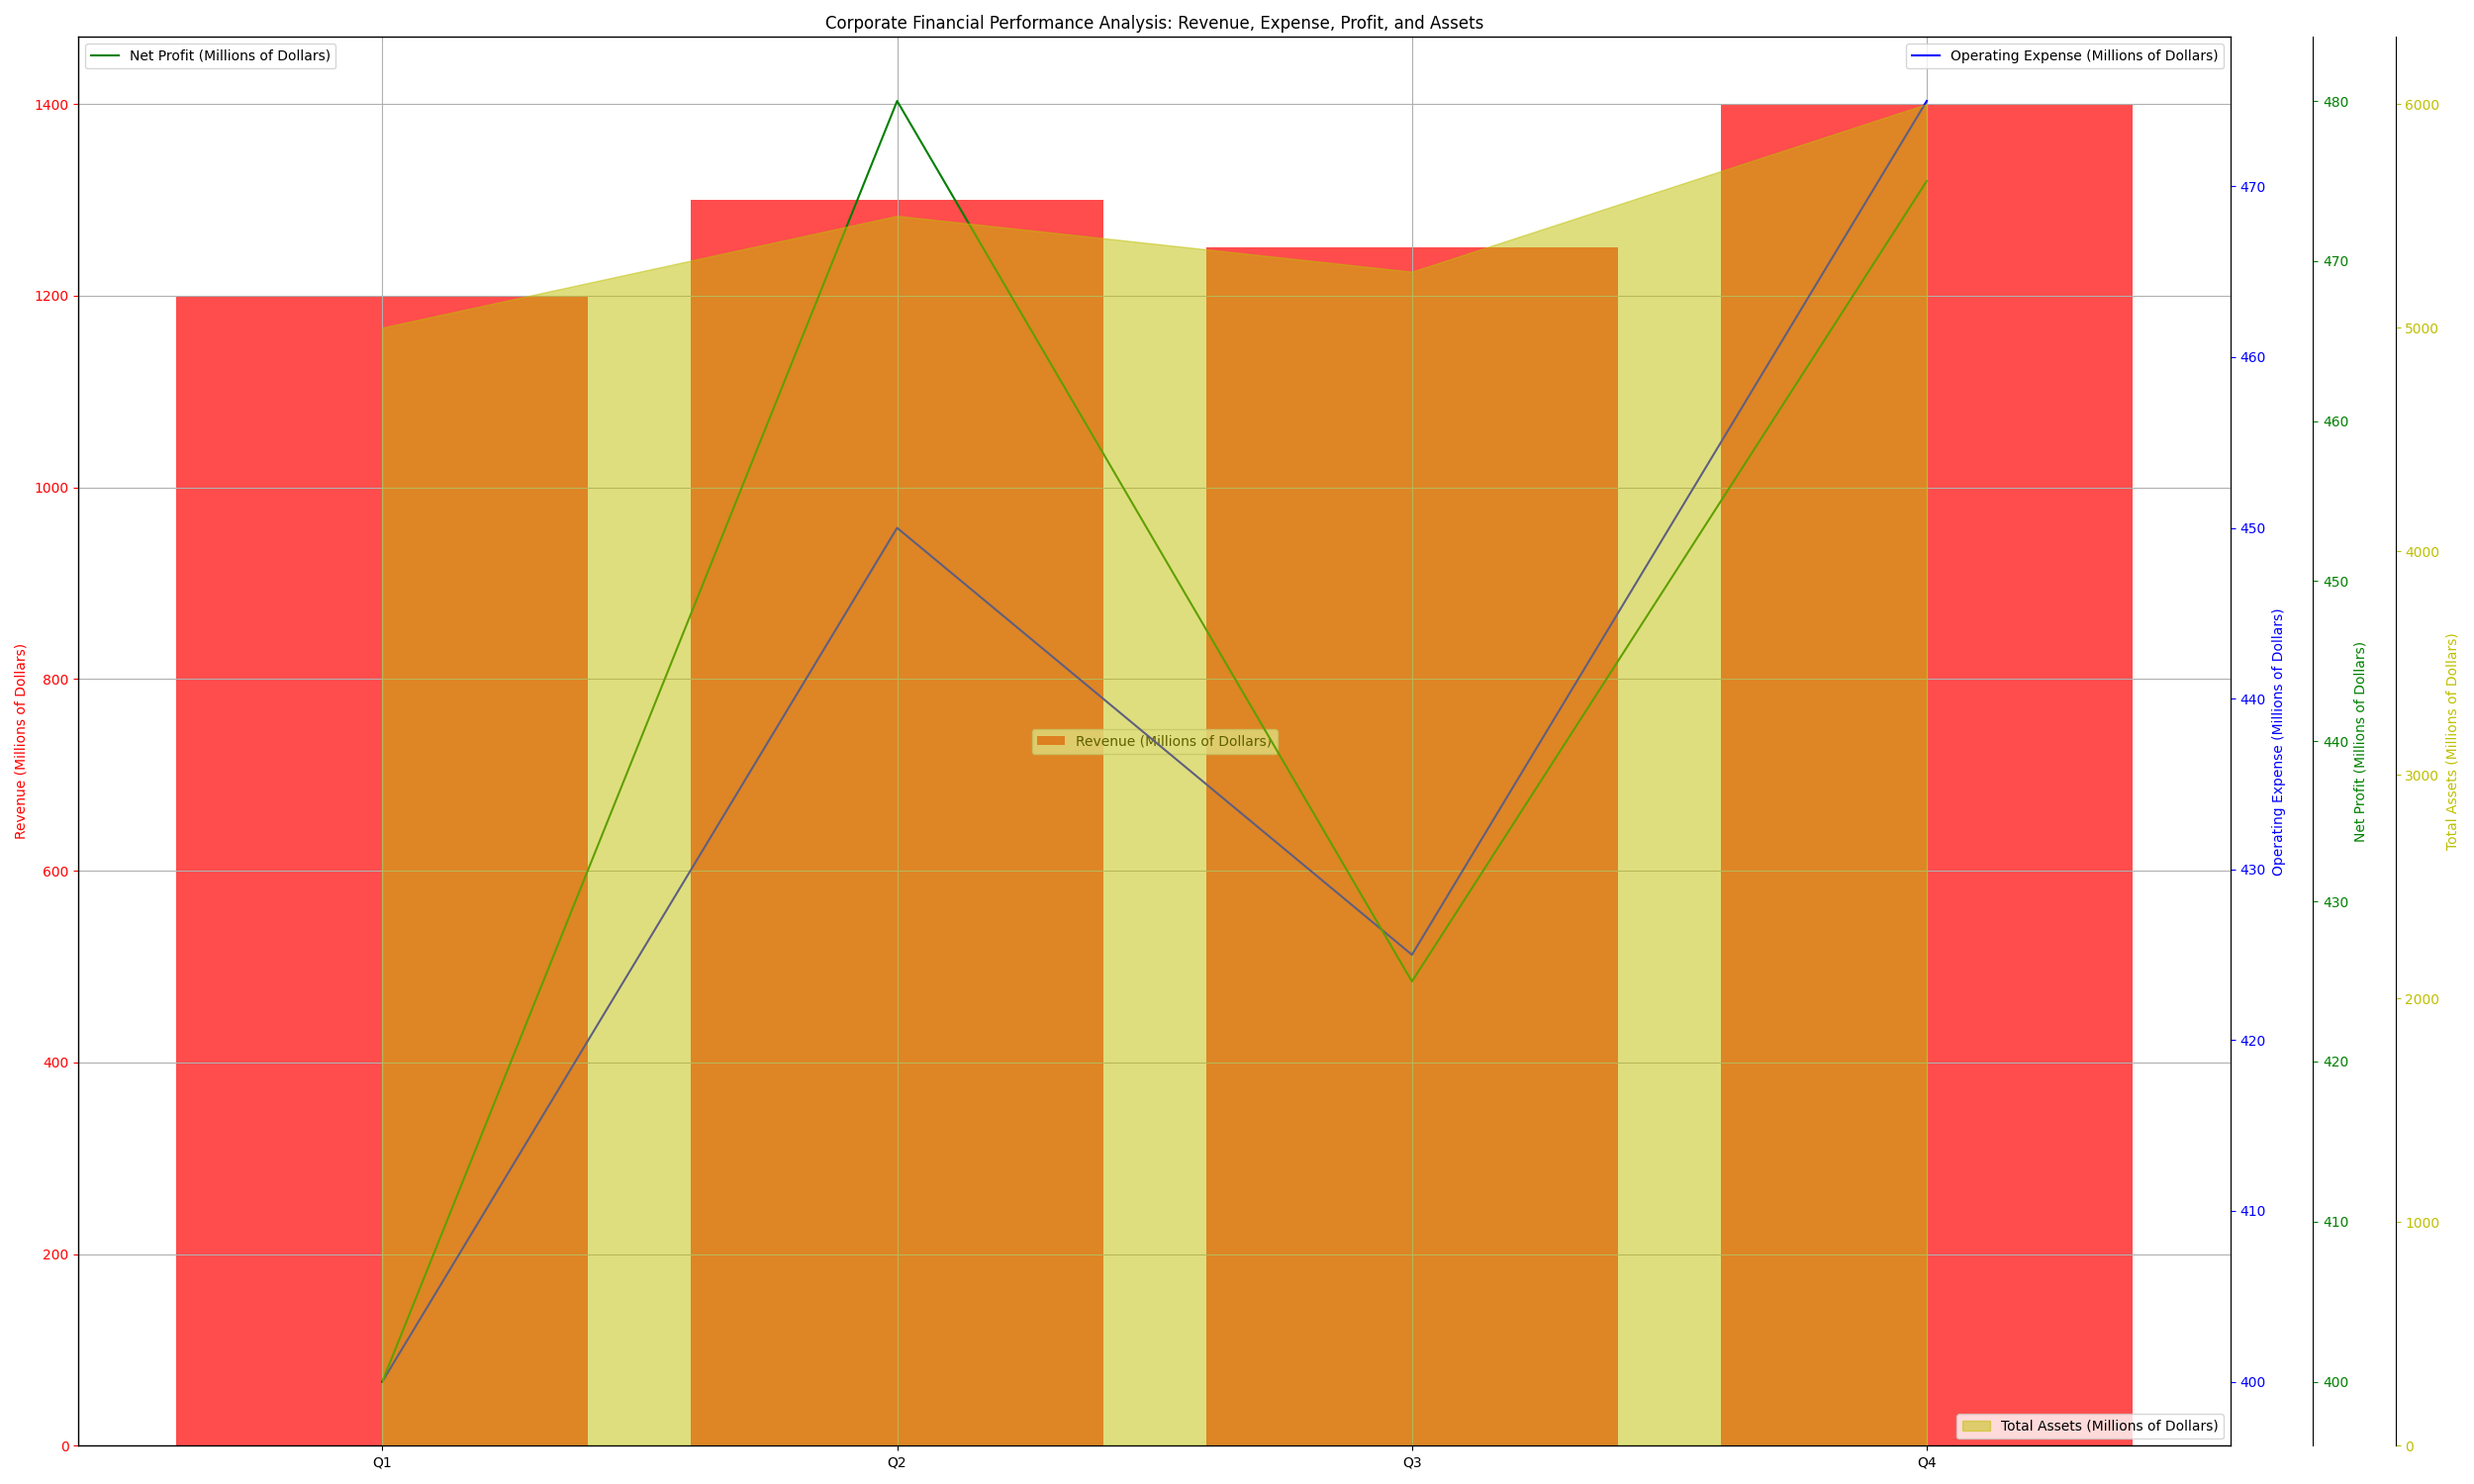 Corporate Financial Performance Analysis: Revenue, Expense, Profit, and Assets
Net Profit (Millions of Dollars)
Operating Expense (Millions of Dollars)
Revenue (Millions of Dollars)
Total Assets (Millions of Dollars)
Revenue (Millions of Dollars)
1400
1200
1000
800
600
400
200
0
Q1
Q2
Q3
Q4
470
460
450
440
430
420
410
400
Operating Expense (Millions of Dollars)
480
470
460
450
440
430
420
410
400
Net Profit (Millions of Dollars)
6000
5000
4000
3000
2000
1000
0
Total Assets (Millions of Dollars)